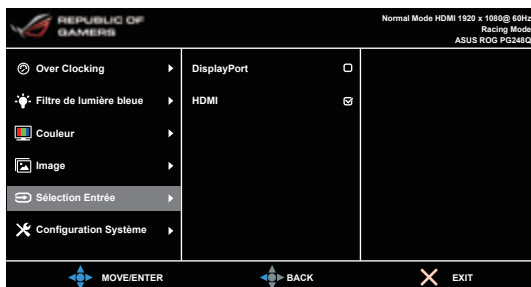 REPUBLIC OF
GAMERS
Normal Mode HDMI 1920 x 1080@ 60Hz
Racing Mode
ASUS ROG PG248Q
Over Clocking
Filtre de lumière bleue
Couleur
Image
Sélection Entrée
Configuration Système
DisplayPort
HDMI
MOVE/ENTER
BACK
EXIT